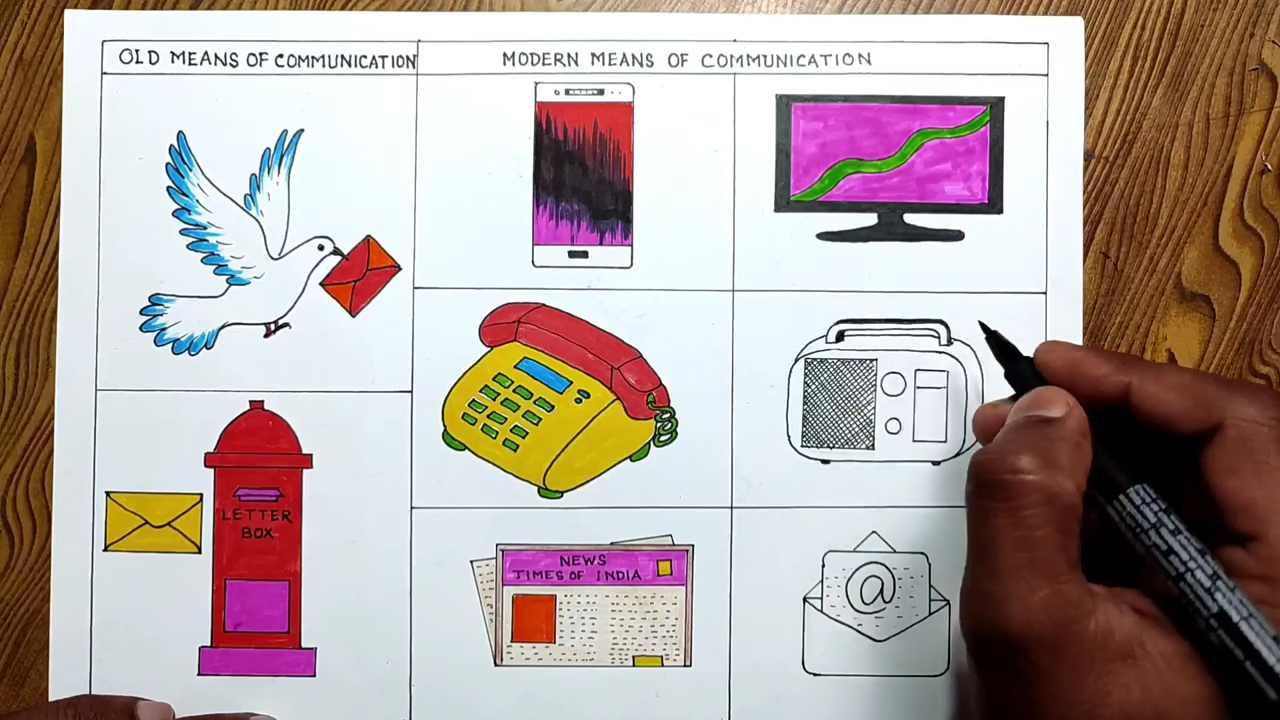 OLD MEANS OF COMMUNICATION
MODERN MEANS OF COMMUNICATION
LETTER
BOX
NEWS
TIMES OF INDIA
@